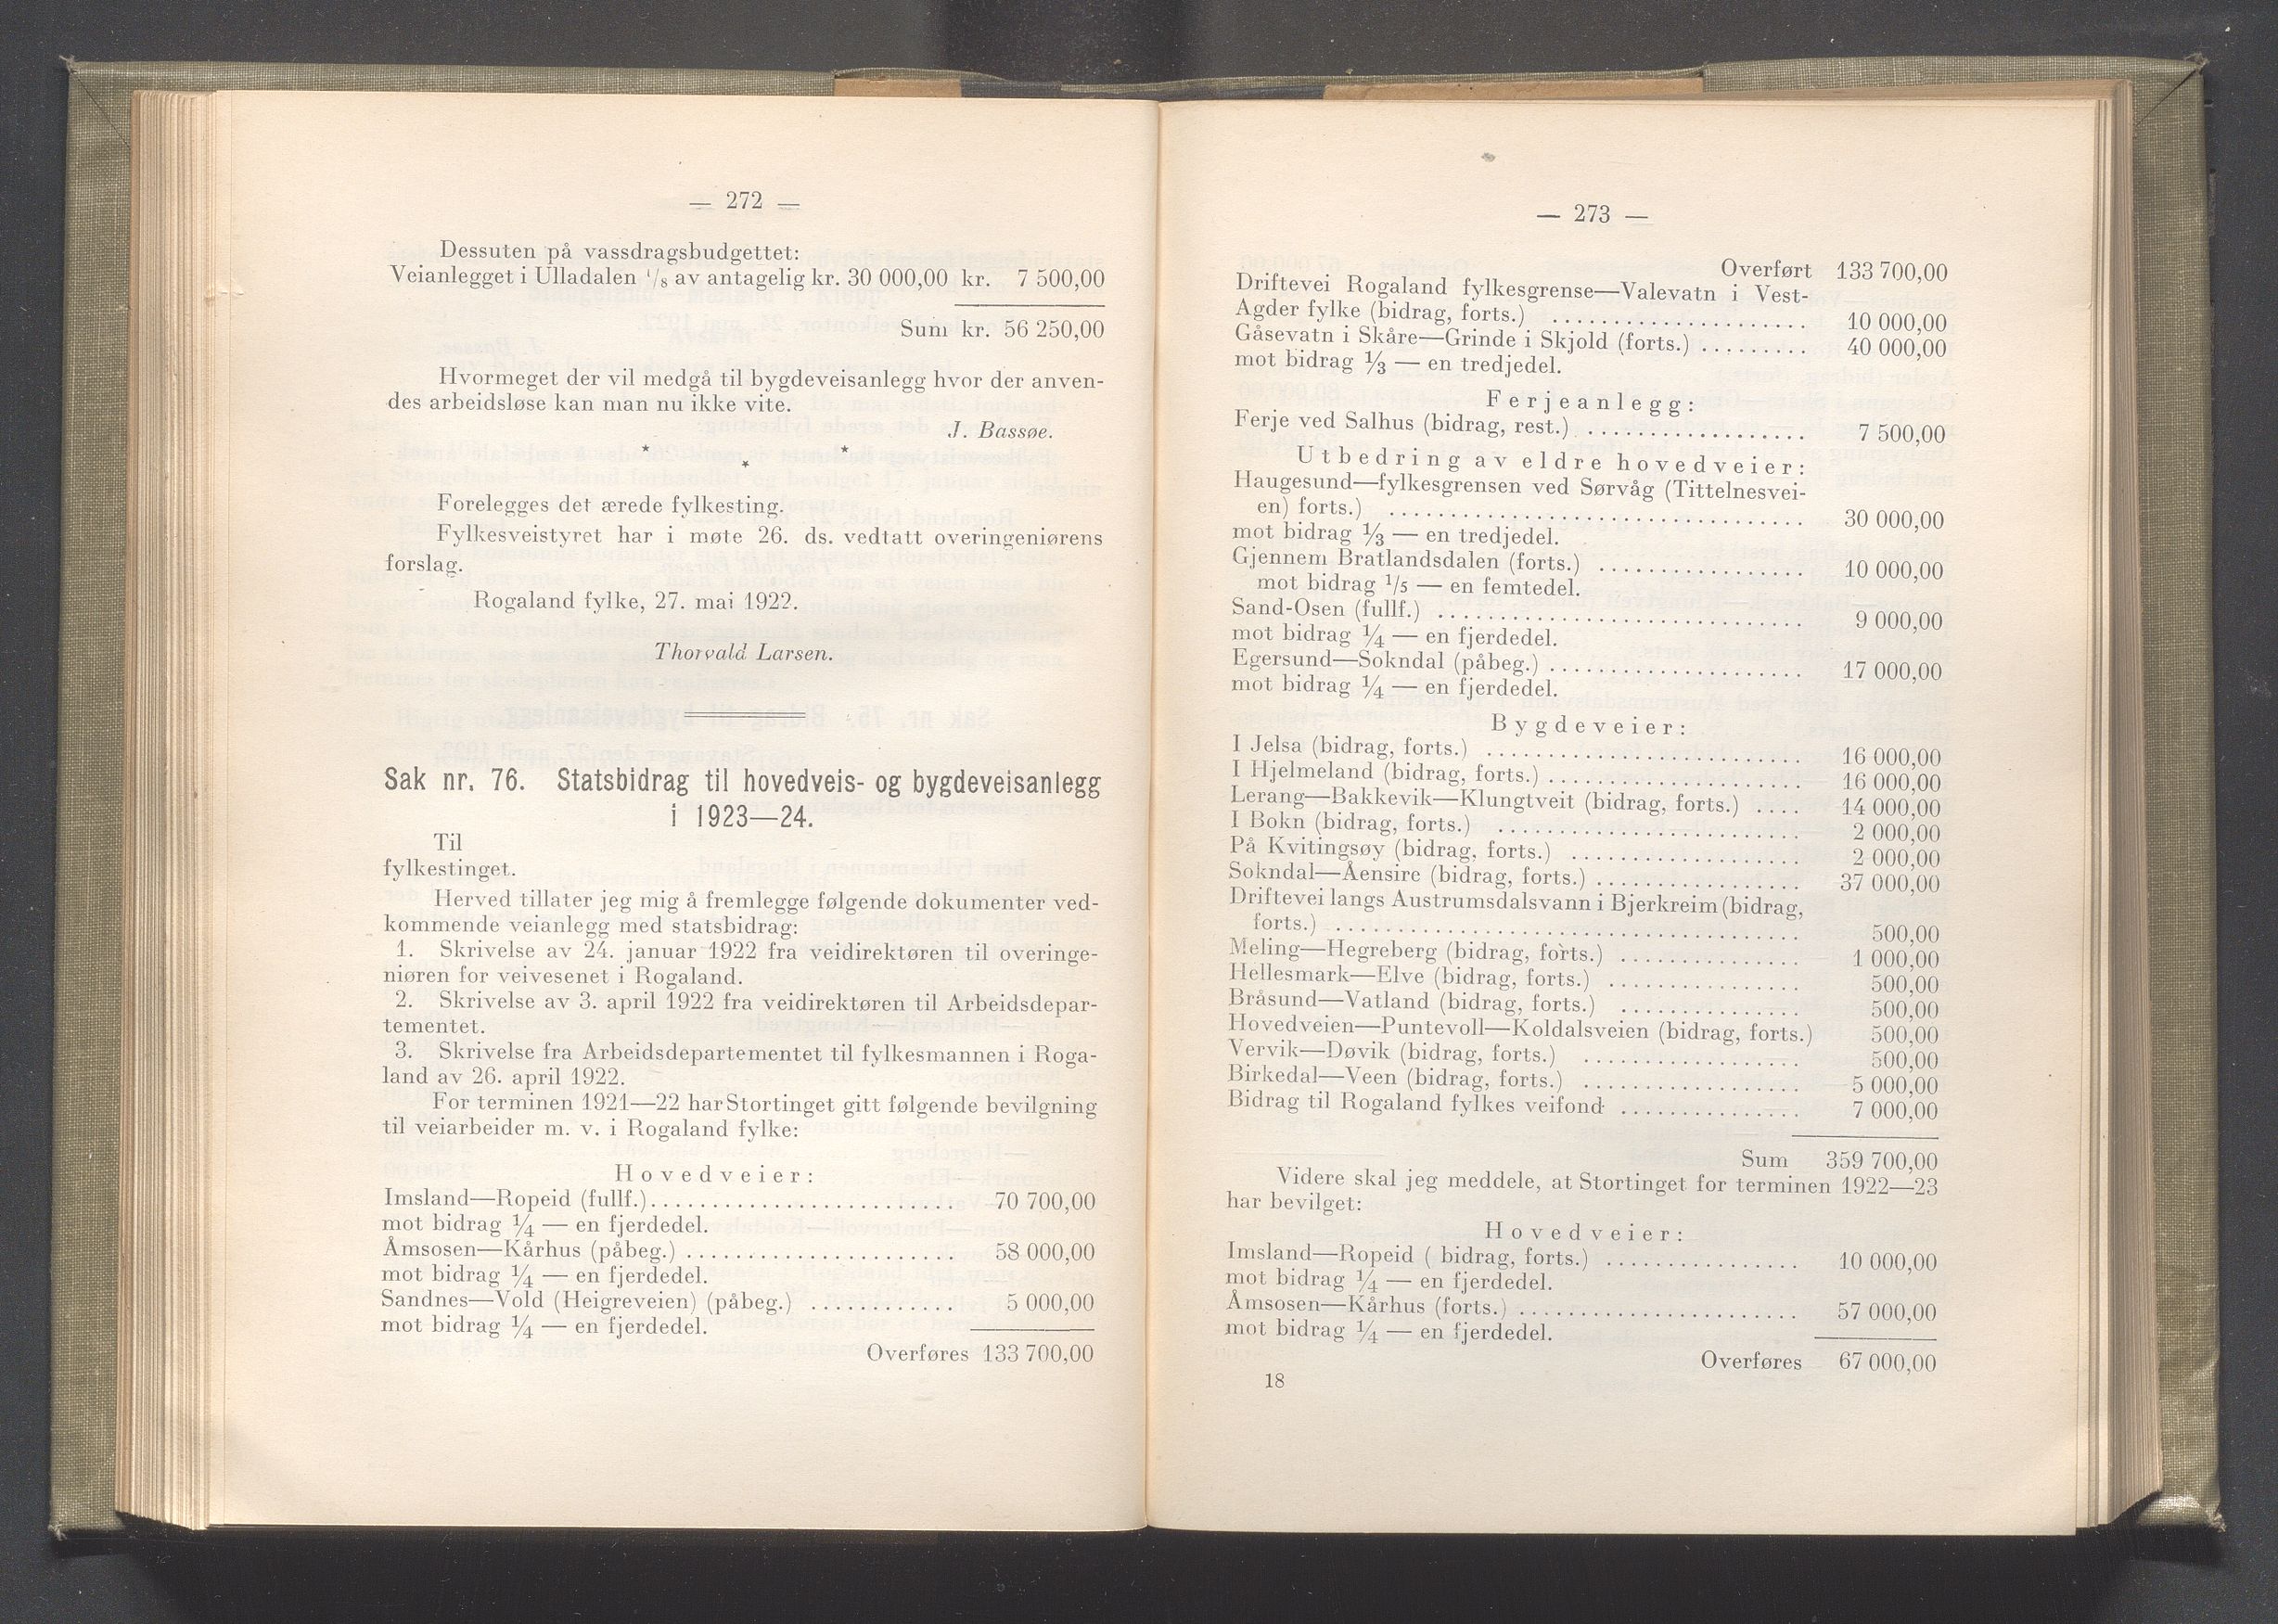 — 272 —
Dessuten på vassdragsbudgettet:
Veianlegget i Ulladalen ¹/₈ av antagelig kr. 30 000,00 kr. 7 500,00
Sum kr. 56 250,00
Hvormeget der vil medgå til bygdeveisanlegg hvor der anven-
des arbeidsløse kan man nu ikke vite.
J. Bassøe.
* * *
Forelegges det ærede fylkesting.
Fylkesveistyret har i møte 26. ds. vedtatt overingeniørens
forslag.
Rogaland fylke, 27. mai 1922.
Thorvald Larsen.
Sak nr. 76. Statsbidrag til hovedveis- og bygdeveisanlegg
i 1923—24.
Til
fylkestinget.
Herved tillater jeg mig å fremlegge følgende dokumenter ved-
kommende veianlegg med statsbidrag:
1. Skrivelse av 24. januar 1922 fra veidirektøren til overinge-
niøren for veivesenet i Rogaland.
2. Skrivelse av 3. april 1922 fra veidirektøren til Arbeidsdepar-
tementet.
3. Skrivelse fra Arbeidsdepartementet til fylkesmannen i Roga-
land av 26. april 1922.
For terminen 1921—22 har Stortinget gitt følgende bevilgning
til veiarbeider m. v. i Rogaland fylke:
Hovedveier:
Imsland—Ropeid (fullf.)........................ 70 700,00
mot bidrag ¼ — en fjerdedel.
Åmsosen—Kårhus (påbeg.) ...................... 58 000,00
mot bidrag ¼ — en fjerdedel.
Sandnes—Vold (Heigreveien) (påbeg.) ............ 5 000,00
mot bidrag ¼ — en fjerdedel.
Overføres 133 700,00
— 273 —
Overført 133 700,00
Driftevei Rogaland fylkesgrense—Valevatn i Vest-
Agder fylke (bidrag, forts.) ..................... 10 000,00
Gåsevatn i Skåre—Grinde i Skjold (forts.) ......... 40 000,00
mot bidrag ⅓ — en tredjedel.
Ferjeanlegg:
Ferje ved Salhus (bidrag, rest.) .................. 7 500,00
Utbedring av eldre hovedveier:
Haugesund—fylkesgrensen ved Sørvåg (Tittelnesvei-
en) forts.) .................................. 30 000,00
mot bidrag ⅓ — en tredjedel.
Gjennem Bratlandsdalen (forts.) ................. 10 000,00
mot bidrag ¹/₅ — en femtedel.
Sand-Osen (fullf.) .............................. 9 000,00
mot bidrag ¼ — en fjerdedel.
Egersund—Sokndal (påbeg.) ..................... 17 000,00
mot bidrag ¼ — en fjerdedel.
Bygdeveier:
I Jelsa (bidrag, forts.) .......................... 16 000,00
I Hjelmeland (bidrag, forts.) ..................... 16 000,00
Lerang—Bakkevik—Klungtveit (bidrag, forts.) .... 14 000,00
I Bokn (bidrag, forts.) ......................... 2 000,00
På Kvitingsøy (bidrag, forts.) ................... 2 000,00
Sokndal—Åensire (bidrag, forts.) ................. 37 000,00
Driftevei langs Austrumsdalsvann i Bjerkreim (bidrag,
forts.) ...................................... 500,00
Meling—Hegreberg (bidrag, forts.) ............... 1 000,00
Hellesmark—Elve (bidrag, forts.) ................ 500,00
Bråsund—Vatland (bidrag, forts.) ............... 500,00
Hovedveien—Puntevoll—Koldalsveien (bidrag, forts.) 500,00
Vervik—Døvik (bidrag, forts.) .................. 500,00
Birkedal—Veen (bidrag, forts.) .................. 5 000,00
Bidrag til Rogaland fylkes veifond ............... 7 000,00
Sum 359 700,00
Videre skal jeg meddele, at Stortinget for terminen 1922—23
har bevilget:
Hovedveier:
Imsland—Ropeid ( bidrag, forts.) ................ 10 000,00
mot bidrag ¼ — en fjerdedel.
Åmsosen—Kårhus (forts.) ....................... 57 000,00
mot bidrag ¼ — en fjerdedel.
Overføres 67 000,00
18